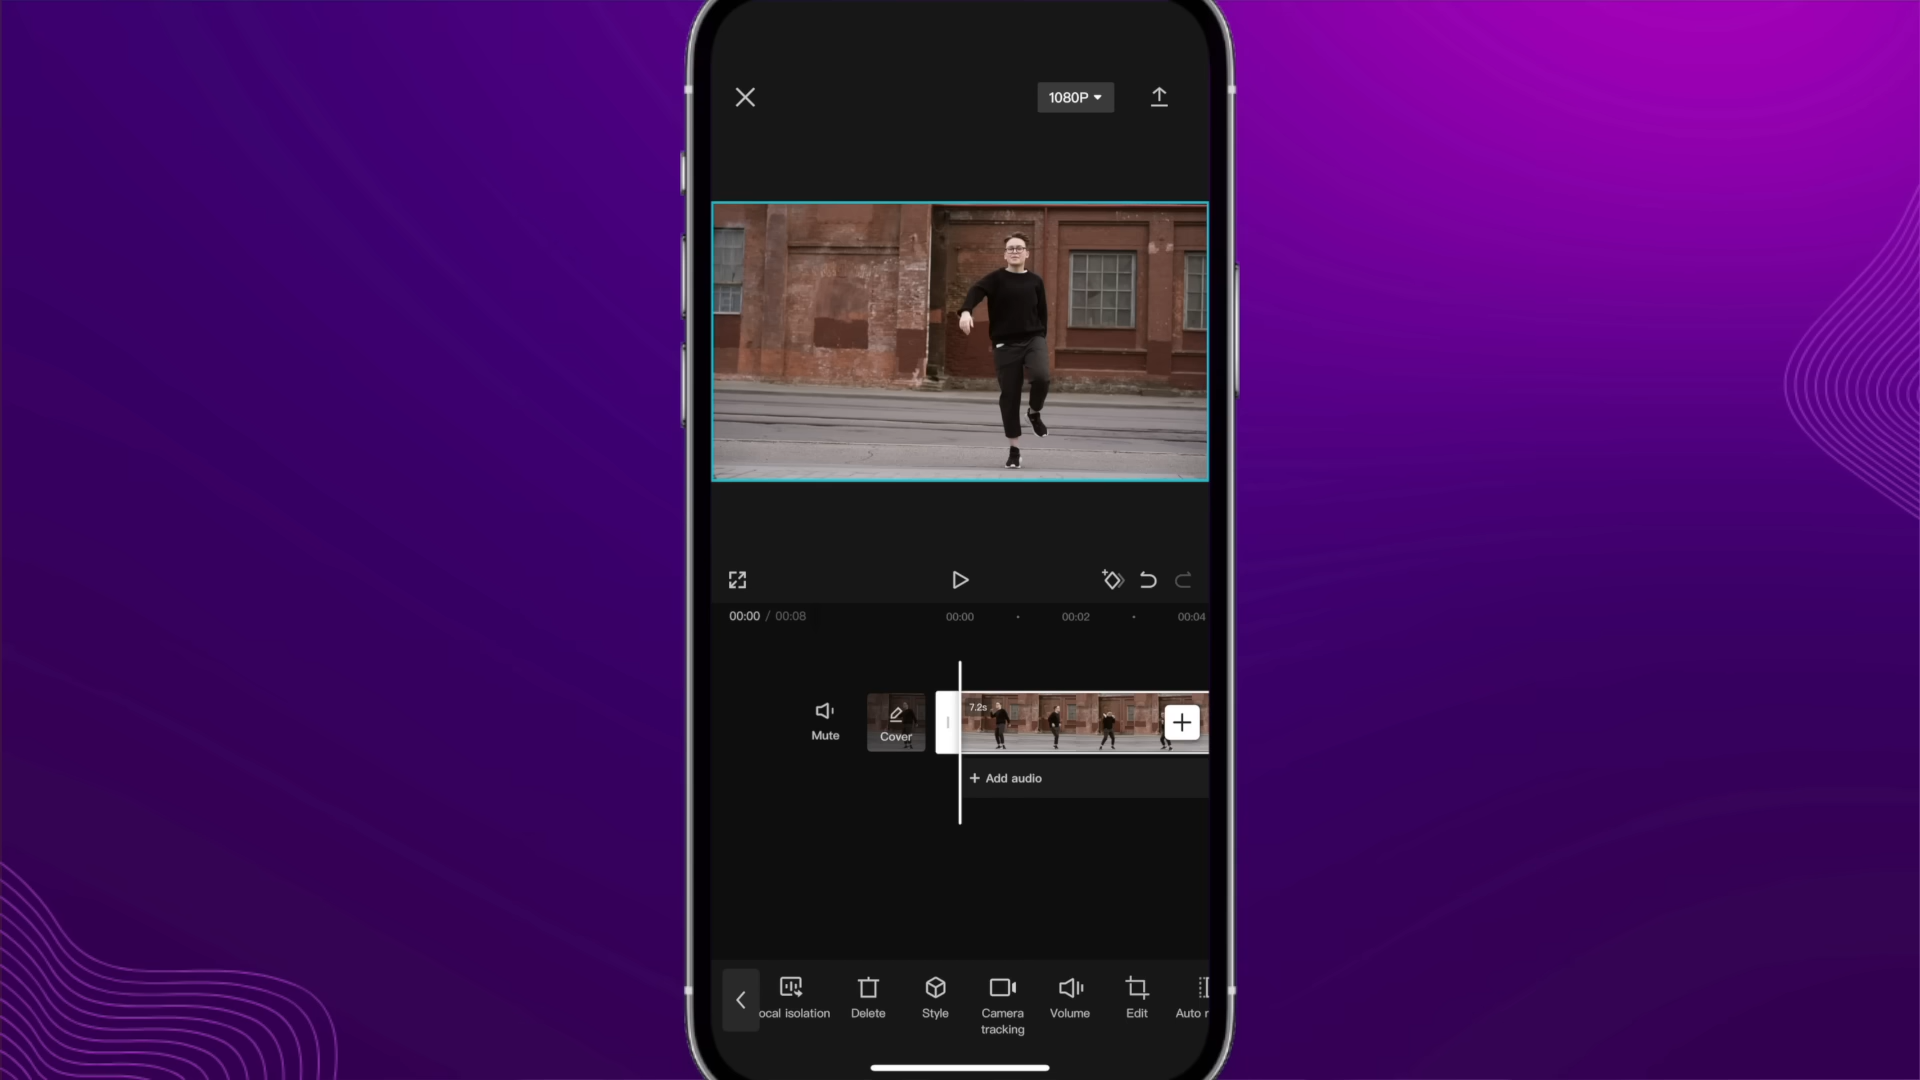 1080P
00:00 / 00:08
00:00
00:02
00:04
Mute
Cover
7.2s
+ Add audio
ocal isolation
Delete
Style
Camera
tracking
Volume
Edit
Auto r